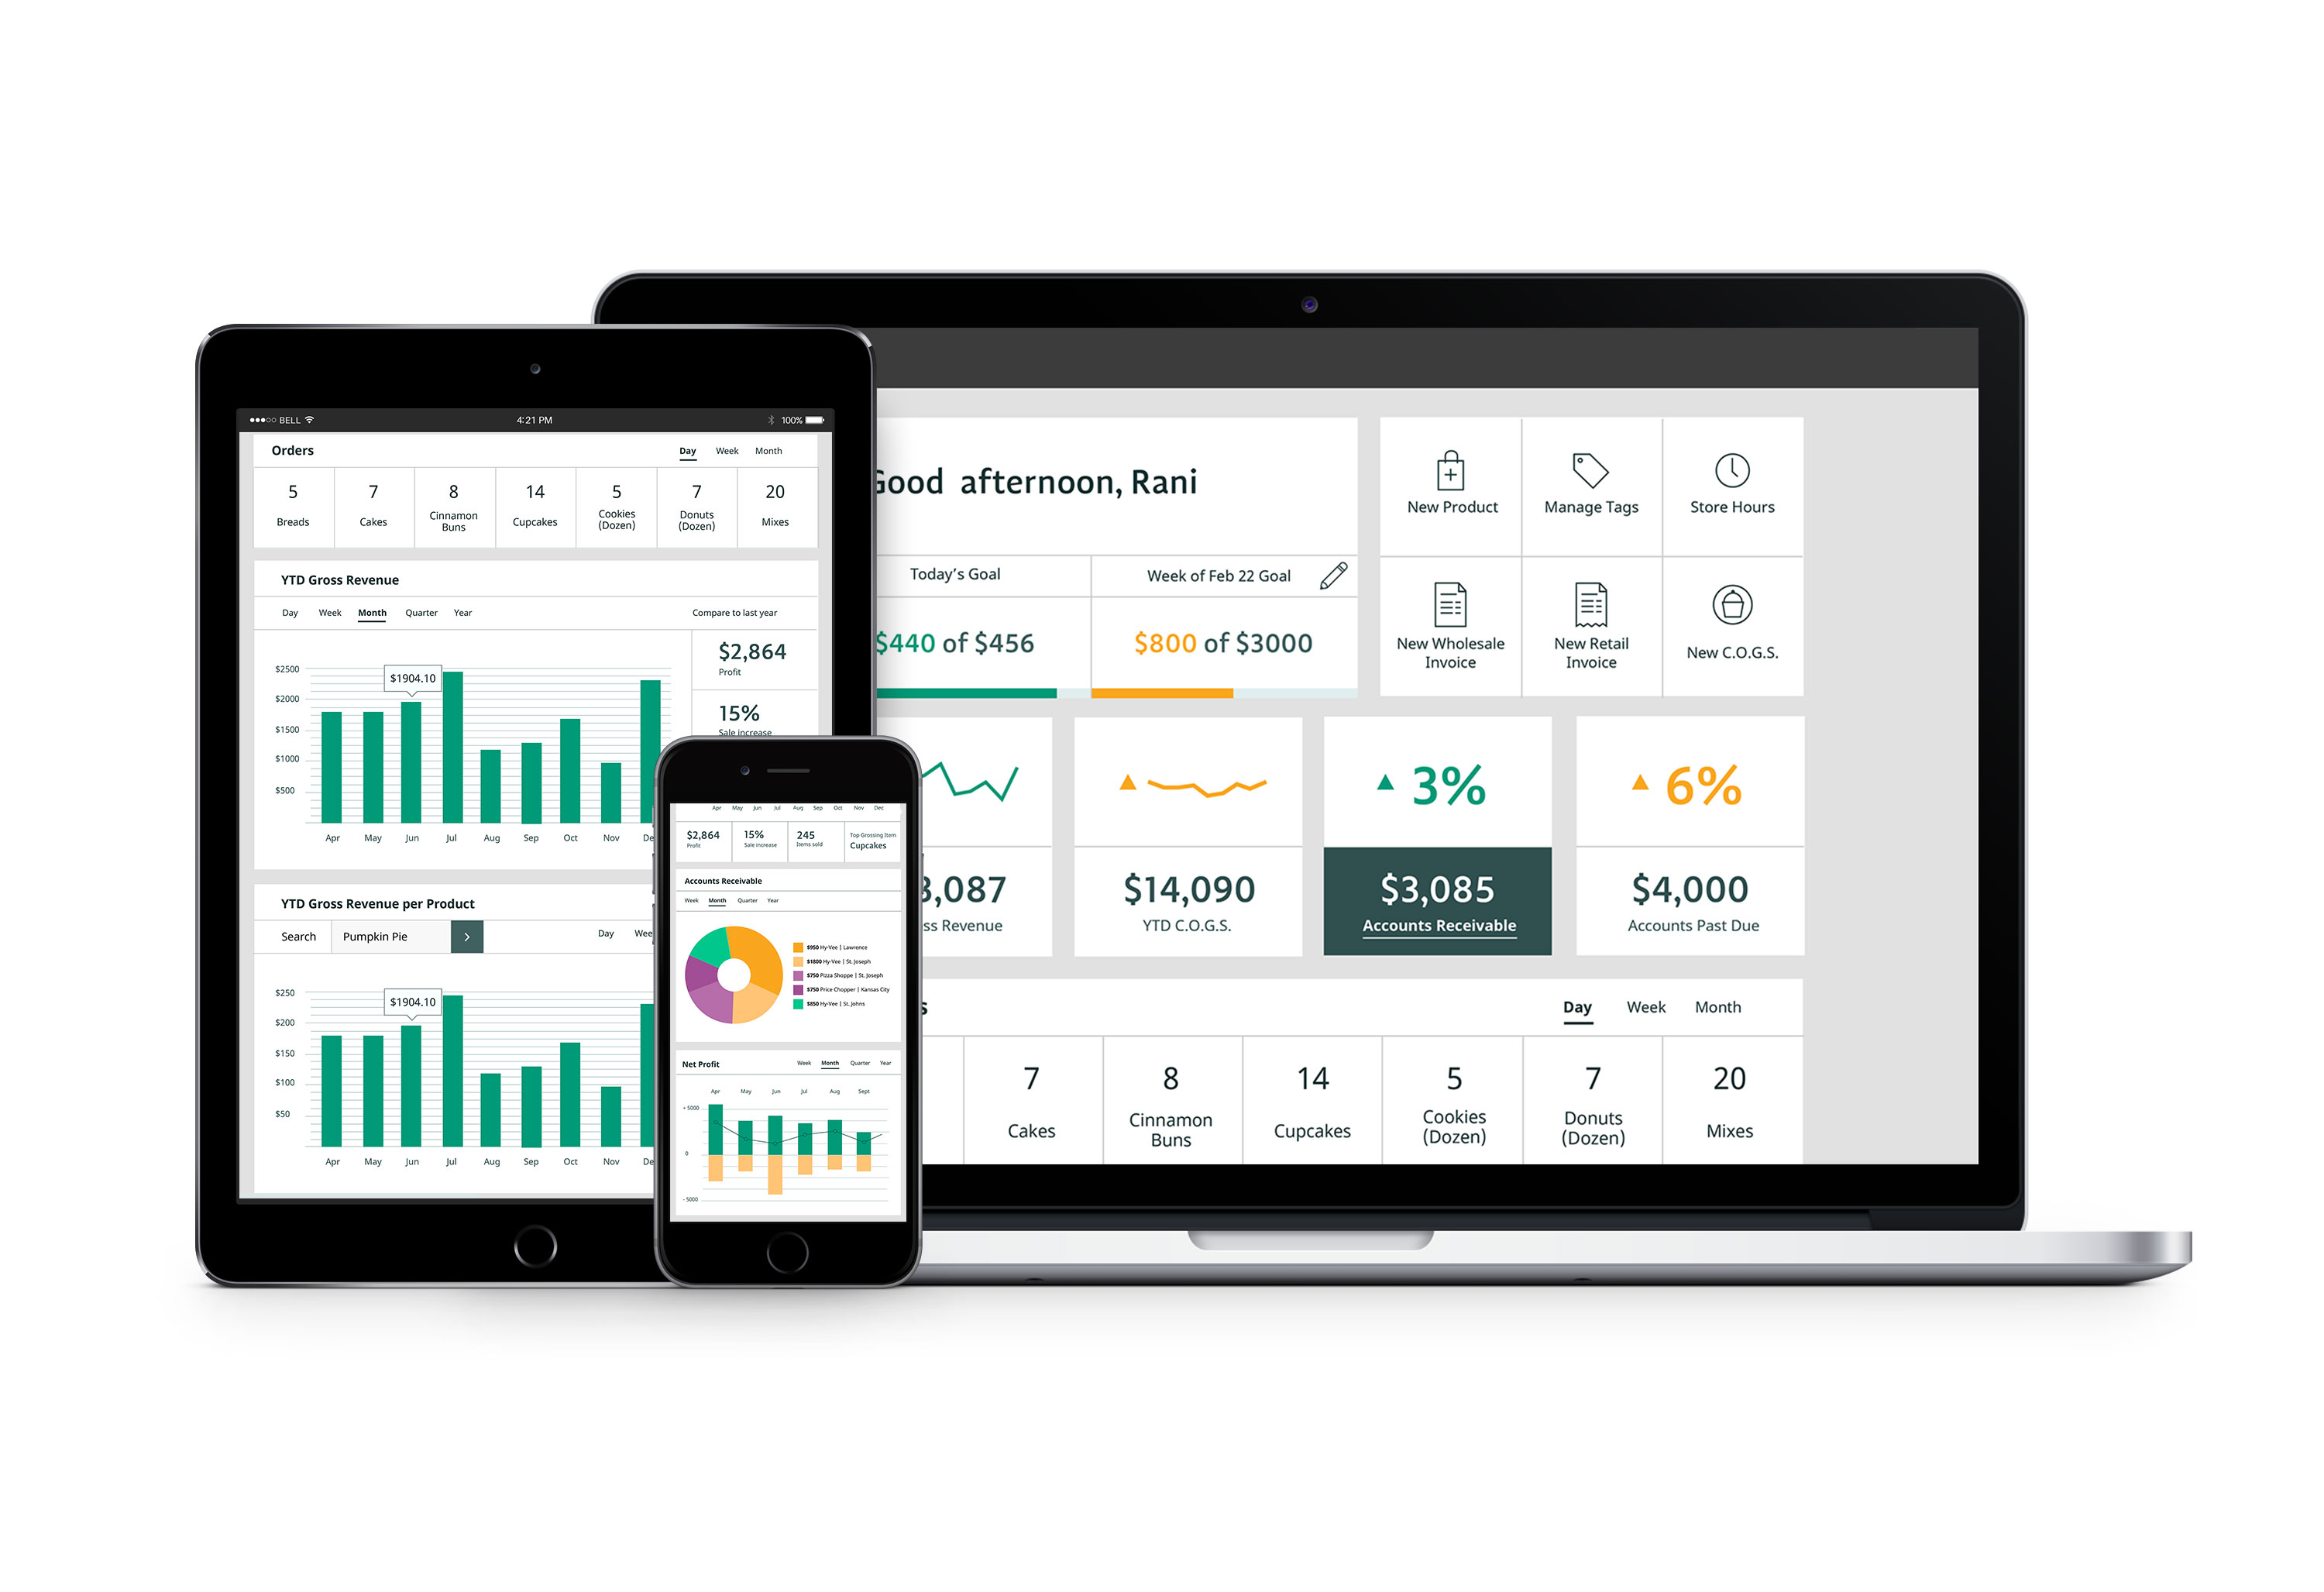 BELL
4:21 PM
100%
Orders
Day Week Month
5 7 8 14 5 7 20
Breads Cakes Cinnamon Buns Cupcakes Cookies (Dozen) Donuts (Dozen) Mixes
YTD Gross Revenue
Day Week Month Quarter Year
Compare to last year
$2,864
Profit
15%
Sale increase
$2500
$2000
$1500
$1000
$500
$1904.10
Apr May Jun Jul Aug Sep Oct Nov De
YTD Gross Revenue per Product
Search Pumpkin Pie >
Day Wee
$250
$200
$150
$100
$50
$1904.10
Apr May Jun Jul Aug Sep Oct Nov De
Apr May Jun Jul Aug Sep Oct Nov Dec
$2,864
Profit
15%
Sale increase
245
Items sold
Top Grossing Item
Cupcakes
Accounts Receivable
Week Month Quarter Year
$950 Hy-Vee | Lawrence
$1800 Hy-Vee | St. Joseph
$750 Pizza Shoppe | St. Joseph
$750 Price Chopper | Kansas City
$850 Hy-Vee | St. Johns
Net Profit
Week Month Quarter Year
Apr May Jun Jul Aug Sept
+ 5000
0
- 5000
Good afternoon, Rani
Today's Goal
Week of Feb 22 Goal
$440 of $456
$800 of $3000
New Product
Manage Tags
Store Hours
New Wholesale
Invoice
New Retail
Invoice
New C.O.G.S.
3%
6%
3,087
ss Revenue
$14,090
YTD C.O.G.S.
$3,085
Accounts Receivable
$4,000
Accounts Past Due
s
Day Week Month
7 8 14 5 7 20
Cakes Cinnamon Buns Cupcakes Cookies (Dozen) Donuts (Dozen) Mixes